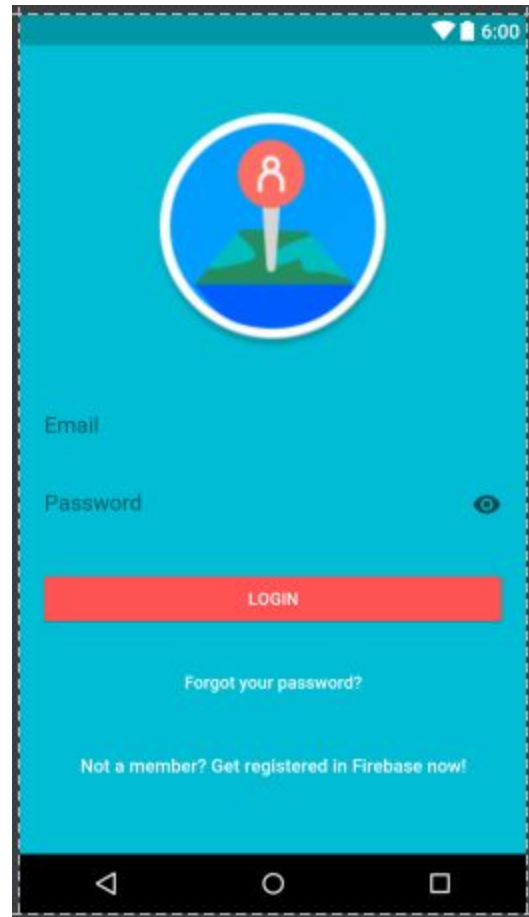 6:00
Email
Password
LOGIN
Forgot your password?
Not a member? Get registered in Firebase now!